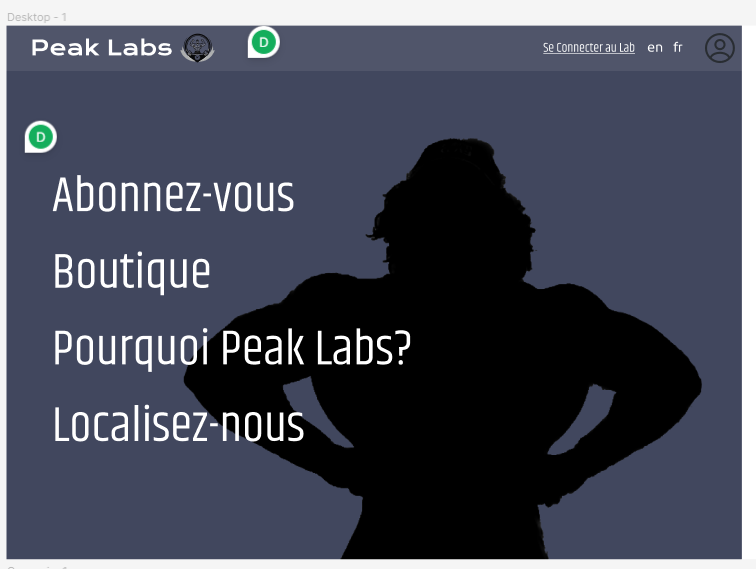 Desktop - 1
Peak Labs
D
Se Connecter au Lab
en fr
D
Abonnez-vous
Boutique
Pourquoi Peak Labs?
Localisez-nous